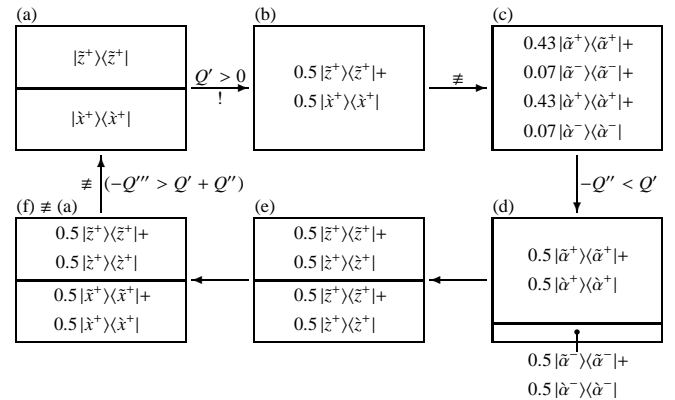 (a)
|z̃⁺⟩⟨z̃⁺|
|x̀⁺⟩⟨x̀⁺|
Q′ > 0
!
(b)
0.5 |z̃⁺⟩⟨z̃⁺|+
0.5 |x̀⁺⟩⟨x̀⁺|
≢
(c)
0.43 |α̃⁺⟩⟨α̃⁺|+
0.07 |α̃⁻⟩⟨α̃⁻|+
0.43 |ὰ⁺⟩⟨ὰ⁺|+
0.07 |ὰ⁻⟩⟨ὰ⁻|
≢ (−Q‴ > Q′ + Q″)
−Q″ < Q′
(f) ≢ (a)
0.5 |z̃⁺⟩⟨z̃⁺|+
0.5 |z̀⁺⟩⟨z̀⁺|
0.5 |x̃⁺⟩⟨x̃⁺|+
0.5 |x̀⁺⟩⟨x̀⁺|
(e)
0.5 |z̃⁺⟩⟨z̃⁺|+
0.5 |z̀⁺⟩⟨z̀⁺|
0.5 |z̃⁺⟩⟨z̃⁺|+
0.5 |z̀⁺⟩⟨z̀⁺|
(d)
0.5 |α̃⁺⟩⟨α̃⁺|+
0.5 |ὰ⁺⟩⟨ὰ⁺|
0.5 |α̃⁻⟩⟨α̃⁻|+
0.5 |ὰ⁻⟩⟨ὰ⁻|